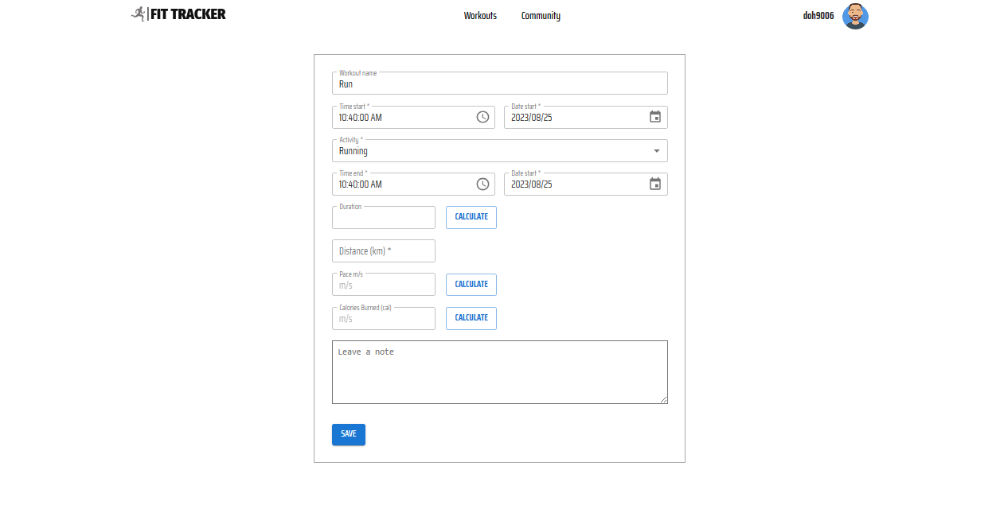 FIT TRACKER
Workouts
Community
doh9006
Workout name
Run
Time start *
10:40:00 AM
Date start *
2023/08/25
Activity *
Running
Time end *
10:40:00 AM
Date start *
2023/08/25
Duration
CALCULATE
Distance (km) *
Pace m/s
m/s
CALCULATE
Calories Burned (cal)
m/s
CALCULATE
Leave a note
SAVE